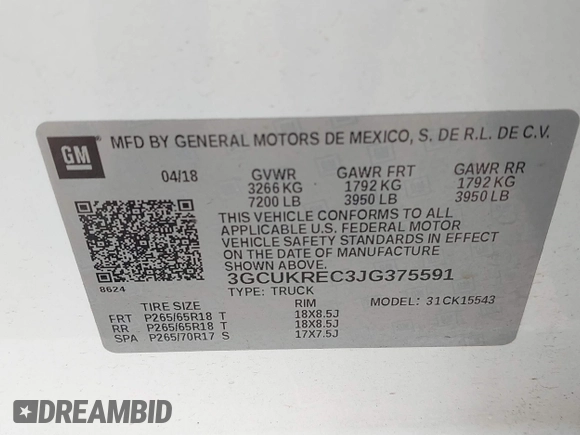 GM
MFD BY GENERAL MOTORS DE MEXICO, S. DE R.L. DE C.V.
04/18 GVWR GAWR FRT GAWR RR
3266 KG 1792 KG 1792 KG
7200 LB 3950 LB 3950 LB
THIS VEHICLE CONFORMS TO ALL
APPLICABLE U.S. FEDERAL MOTOR
VEHICLE SAFETY STANDARDS IN EFFECT
ON THE DATE OF MANUFACTURE
SHOWN ABOVE.
8624
3GCUKREC3JG375591
TYPE: TRUCK
TIRE SIZE RIM MODEL: 31CK15543
FRT P265/65R18 T 18X8.5J
RR P265/65R18 T 18X8.5J
SPA P265/70R17 S 17X7.5J
DREAMBID